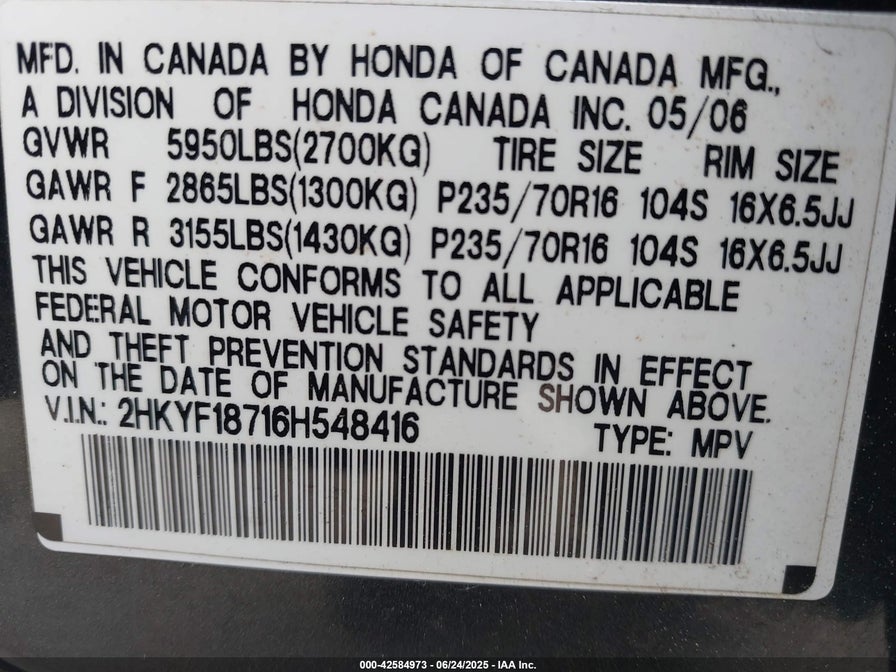 MFD. IN CANADA BY HONDA OF CANADA MFG.,
A DIVISION OF HONDA CANADA INC. 05/06
GVWR 5950LBS(2700KG) TIRE SIZE RIM SIZE
GAWR F 2865LBS(1300KG) P235/70R16 104S 16X6.5JJ
GAWR R 3155LBS(1430KG) P235/70R16 104S 16X6.5JJ
THIS VEHICLE CONFORMS TO ALL APPLICABLE
FEDERAL MOTOR VEHICLE SAFETY
AND THEFT PREVENTION STANDARDS IN EFFECT
ON THE DATE OF MANUFACTURE SHOWN ABOVE.
V.I.N.: 2HKYF18716H548416 TYPE: MPV
000-42584973 - 06/24/2025 - IAA Inc.